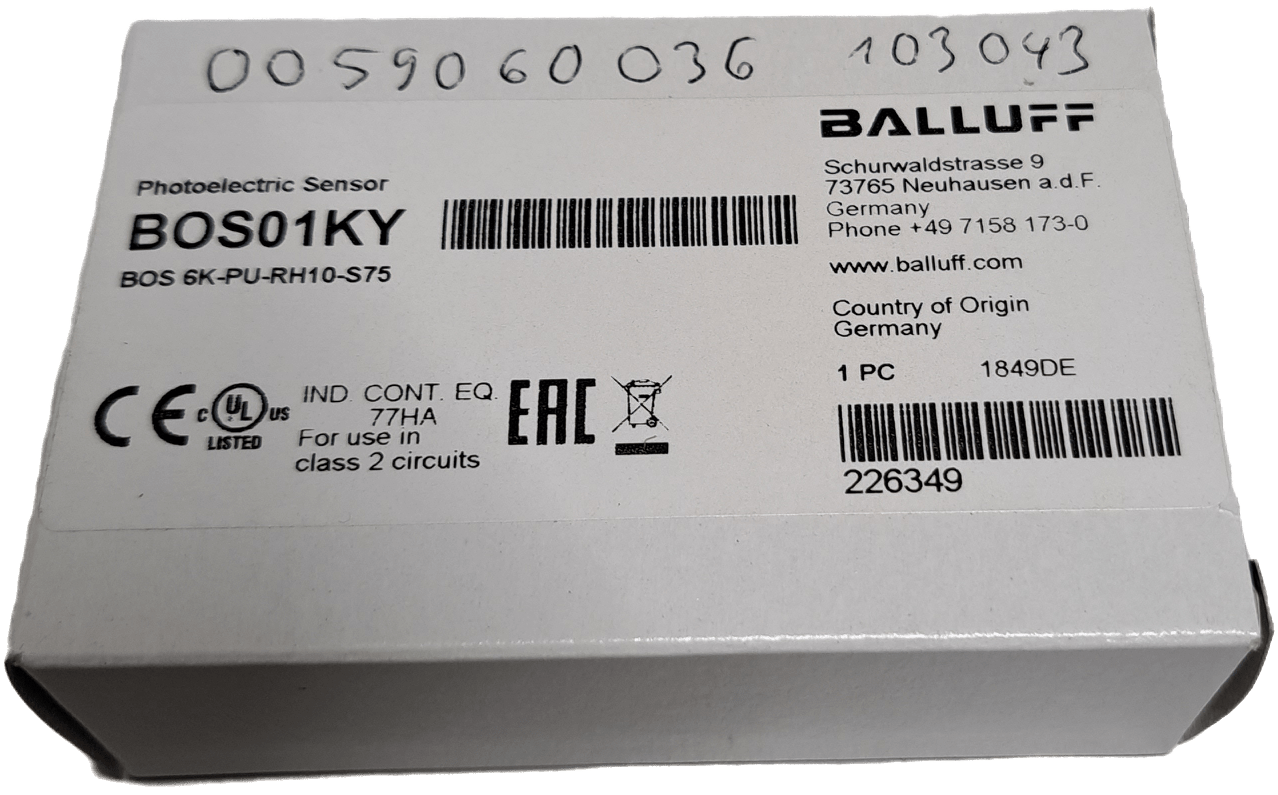 0059060036 103043
BALLUFF
Schurwaldstrasse 9
73765 Neuhausen a.d.F.
Germany
Phone +49 7158 173-0
www.balluff.com
Country of Origin
Germany
1 PC 1849DE
226349
Photoelectric Sensor
BOS01KY
BOS 6K-PU-RH10-S75
CE
c UL us
LISTED
IND. CONT. EQ.
77HA
For use in
class 2 circuits
EAC